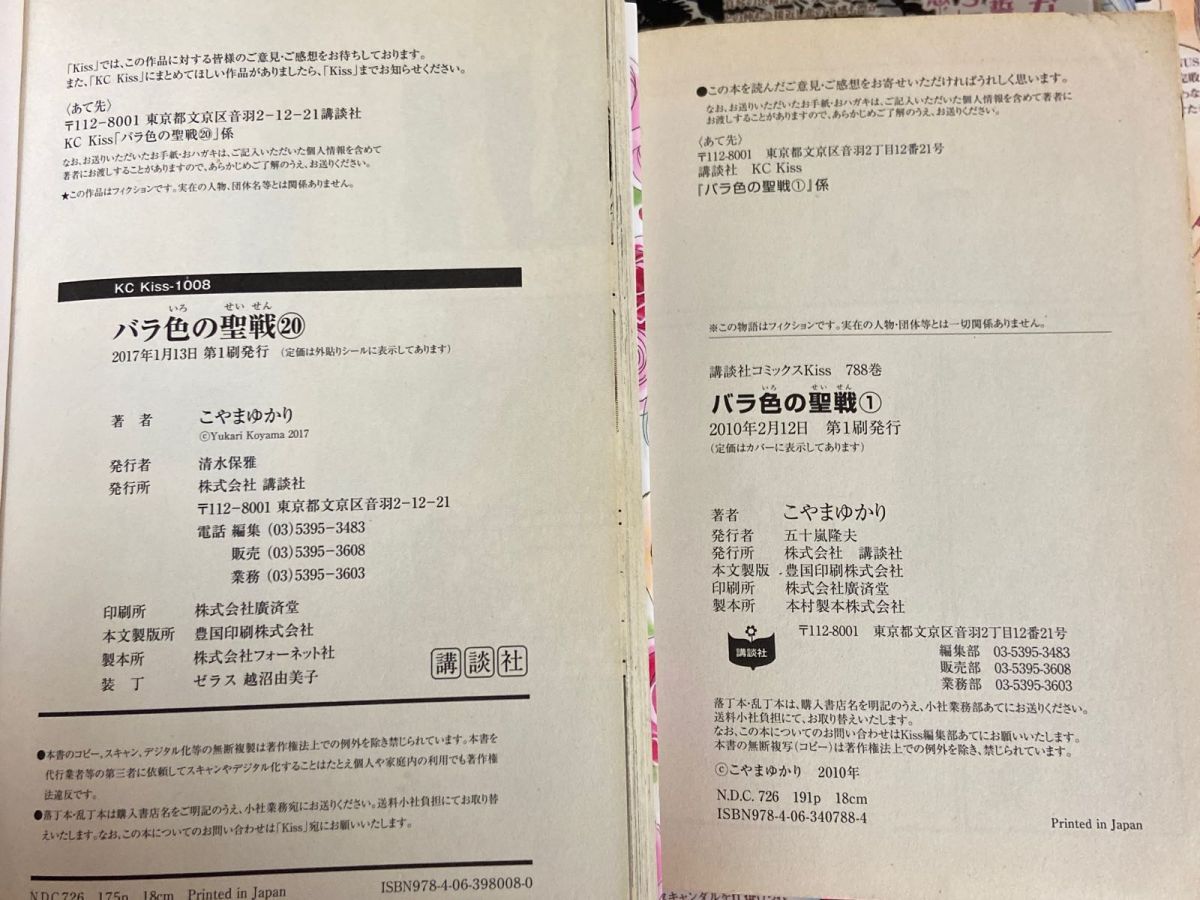 「Kiss」では、この作品に対する皆様のご意見・ご感想をお待ちしております。
また、「KC Kiss」にまとめてほしい作品がありましたら、「Kiss」までお知らせください。
〈あて先〉
〒112-8001 東京都文京区音羽2-12-21講談社
KC Kiss「バラ色の聖戦⑳」係
なお、お送りいただいたお手紙・おハガキは、ご記入いただいた個人情報を含めて
著者にお渡しすることがありますので、あらかじめご了解のうえ、お送りください。
★この作品はフィクションです。実在の人物、団体名等とは関係ありません。
KC Kiss-1008
いろ せい せん
バラ色の聖戦⑳
2017年1月13日 第1刷発行 (定価は外貼りシールに表示してあります)
著 者 こやまゆかり
©Yukari Koyama 2017
発行者 清水保雅
発行所 株式会社 講談社
〒112-8001 東京都文京区音羽2-12-21
電話 編集 (03)5395-3483
販売 (03)5395-3608
業務 (03)5395-3603
印刷所 株式会社廣済堂
本文製版所 豊国印刷株式会社
製本所 株式会社フォーネット社
装 丁 ゼラス 越沼由美子
講談社
●本書のコピー、スキャン、デジタル化等の無断複製は著作権法上での例外を除き禁じられています。本書を
代行業者等の第三者に依頼してスキャンやデジタル化することはたとえ個人や家庭内の利用でも著作権
法違反です。
●落丁本・乱丁本は購入書店名をご明記のうえ、小社業務宛にお送りください。送料小社負担にてお取り替
えいたします。なお、この本についてのお問い合わせは「Kiss」宛にお願いいたします。
N.D.C.726 175p 18cm Printed in Japan
ISBN978-4-06-398008-0
●この本を読んだご意見・ご感想をお寄せいただければうれしく思います。
なお、お送りいただいたお手紙・おハガキは、ご記入いただいた個人情報を含めて著者に
お渡しすることがありますので、あらかじめご了解のうえ、お送りください。
〈あて先〉
〒112-8001 東京都文京区音羽2丁目12番21号
講談社 KC Kiss
『バラ色の聖戦①』係
※この物語はフィクションです。実在の人物・団体等とは一切関係ありません。
講談社コミックスKiss 788巻
いろ せい せん
バラ色の聖戦①
2010年2月12日 第1刷発行
(定価はカバーに表示してあります)
著者 こやまゆかり
発行者 五十嵐隆夫
発行所 株式会社 講談社
本文製版 豊国印刷株式会社
印刷所 株式会社廣済堂
製本所 本村製本株式会社
講談社
〒112-8001 東京都文京区音羽2丁目12番21号
編集部 03-5395-3483
販売部 03-5395-3608
業務部 03-5395-3603
落丁本・乱丁本は、購入書店名を明記のうえ、小社業務部あてにお送りください。
送料小社負担にて、お取り替えいたします。
なお、この本についてのお問い合わせはKiss編集部あてにお願いいたします。
本書の無断複写(コピー)は著作権法上での例外を除き、禁じられています。
©こやまゆかり 2010年
N.D.C. 726 191p 18cm
ISBN978-4-06-340788-4
Printed in Japan